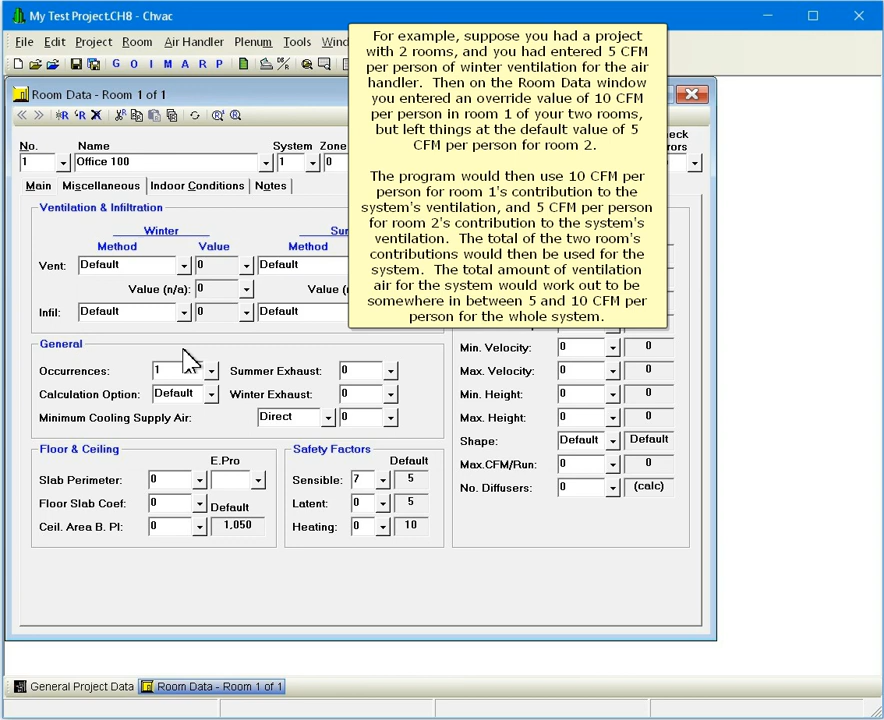 My Test Project.CH8 - Chvac
File Edit Project Room Air Handler Plenum Tools
G O I M A R P
For example, suppose you had a project
with 2 rooms, and you had entered 5 CFM
per person of winter ventilation for the air
handler. Then on the Room Data window
you entered an override value of 10 CFM
per person in room 1 of your two rooms,
but left things at the default value of 5
CFM per person for room 2.
The program would then use 10 CFM per
person for room 1's contribution to the
system's ventilation, and 5 CFM per person
for room 2's contribution to the system's
ventilation. The total of the two room's
contributions would then be used for the
system. The total amount of ventilation
air for the system would work out to be
somewhere in between 5 and 10 CFM per
person for the whole system.
Room Data - Room 1 of 1
No. Name System Zone
1 Office 100 1 0
Main Miscellaneous Indoor Conditions Notes
Ventilation & Infiltration
Winter
Method Value Method
Vent: Default 0 Default
Value (n/a): 0 Value
Infil: Default 0 Default
General
Occurrences: 1 Summer Exhaust: 0
Calculation Option: Default Winter Exhaust: 0
Minimum Cooling Supply Air: Direct 0
Floor & Ceiling
E.Pro
Slab Perimeter: 0
Floor Slab Coef: 0 Default
Ceil. Area B. Pl: 0 1,050
Safety Factors
Default
Sensible: 7 5
Latent: 0 5
Heating: 0 10
Min. Velocity: 0 0
Max. Velocity: 0 0
Min. Height: 0 0
Max. Height: 0 0
Shape: Default Default
Max.CFM/Run: 0 0
No. Diffusers: 0 (calc)
General Project Data Room Data - Room 1 of 1